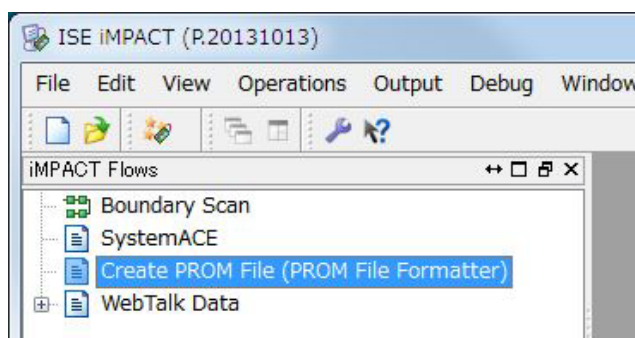 ISE iMPACT (P.20131013)
File Edit View Operations Output Debug Window
iMPACT Flows
Boundary Scan
SystemACE
Create PROM File (PROM File Formatter)
WebTalk Data